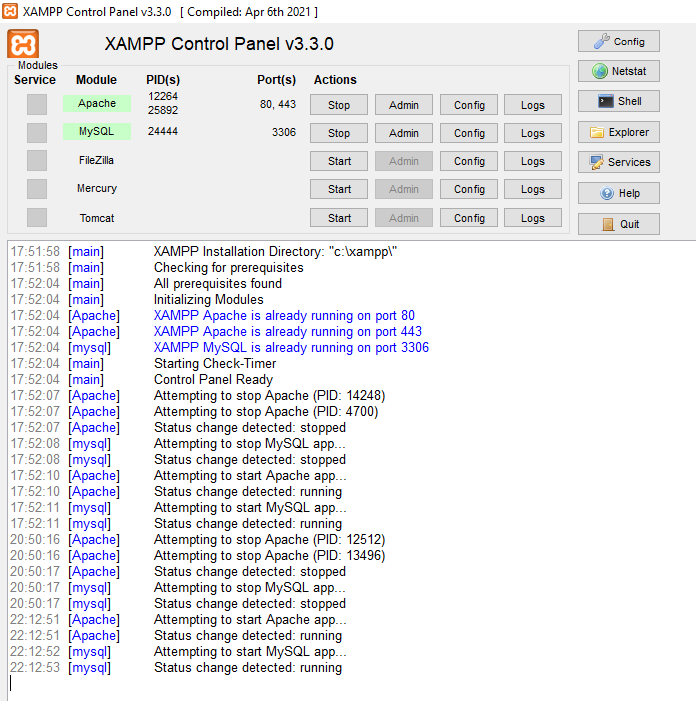 XAMPP Control Panel v3.3.0 [ Compiled: Apr 6th 2021 ]
XAMPP Control Panel v3.3.0
Config
Modules
Service Module PID(s) Port(s) Actions
Netstat
Apache 12264 25892 80, 443 Stop Admin Config Logs
Shell
MySQL 24444 3306 Stop Admin Config Logs
Explorer
FileZilla Start Admin Config Logs
Services
Mercury Start Admin Config Logs
Help
Tomcat Start Admin Config Logs
Quit
17:51:58 [main] XAMPP Installation Directory: "c:\xampp\"
17:51:58 [main] Checking for prerequisites
17:52:04 [main] All prerequisites found
17:52:04 [main] Initializing Modules
17:52:04 [Apache] XAMPP Apache is already running on port 80
17:52:04 [Apache] XAMPP Apache is already running on port 443
17:52:04 [mysql] XAMPP MySQL is already running on port 3306
17:52:04 [main] Starting Check-Timer
17:52:04 [main] Control Panel Ready
17:52:07 [Apache] Attempting to stop Apache (PID: 14248)
17:52:07 [Apache] Attempting to stop Apache (PID: 4700)
17:52:07 [Apache] Status change detected: stopped
17:52:08 [mysql] Attempting to stop MySQL app...
17:52:08 [mysql] Status change detected: stopped
17:52:10 [Apache] Attempting to start Apache app...
17:52:10 [Apache] Status change detected: running
17:52:11 [mysql] Attempting to start MySQL app...
17:52:11 [mysql] Status change detected: running
20:50:16 [Apache] Attempting to stop Apache (PID: 12512)
20:50:16 [Apache] Attempting to stop Apache (PID: 13496)
20:50:17 [Apache] Status change detected: stopped
20:50:17 [mysql] Attempting to stop MySQL app...
20:50:17 [mysql] Status change detected: stopped
22:12:51 [Apache] Attempting to start Apache app...
22:12:51 [Apache] Status change detected: running
22:12:52 [mysql] Attempting to start MySQL app...
22:12:53 [mysql] Status change detected: running